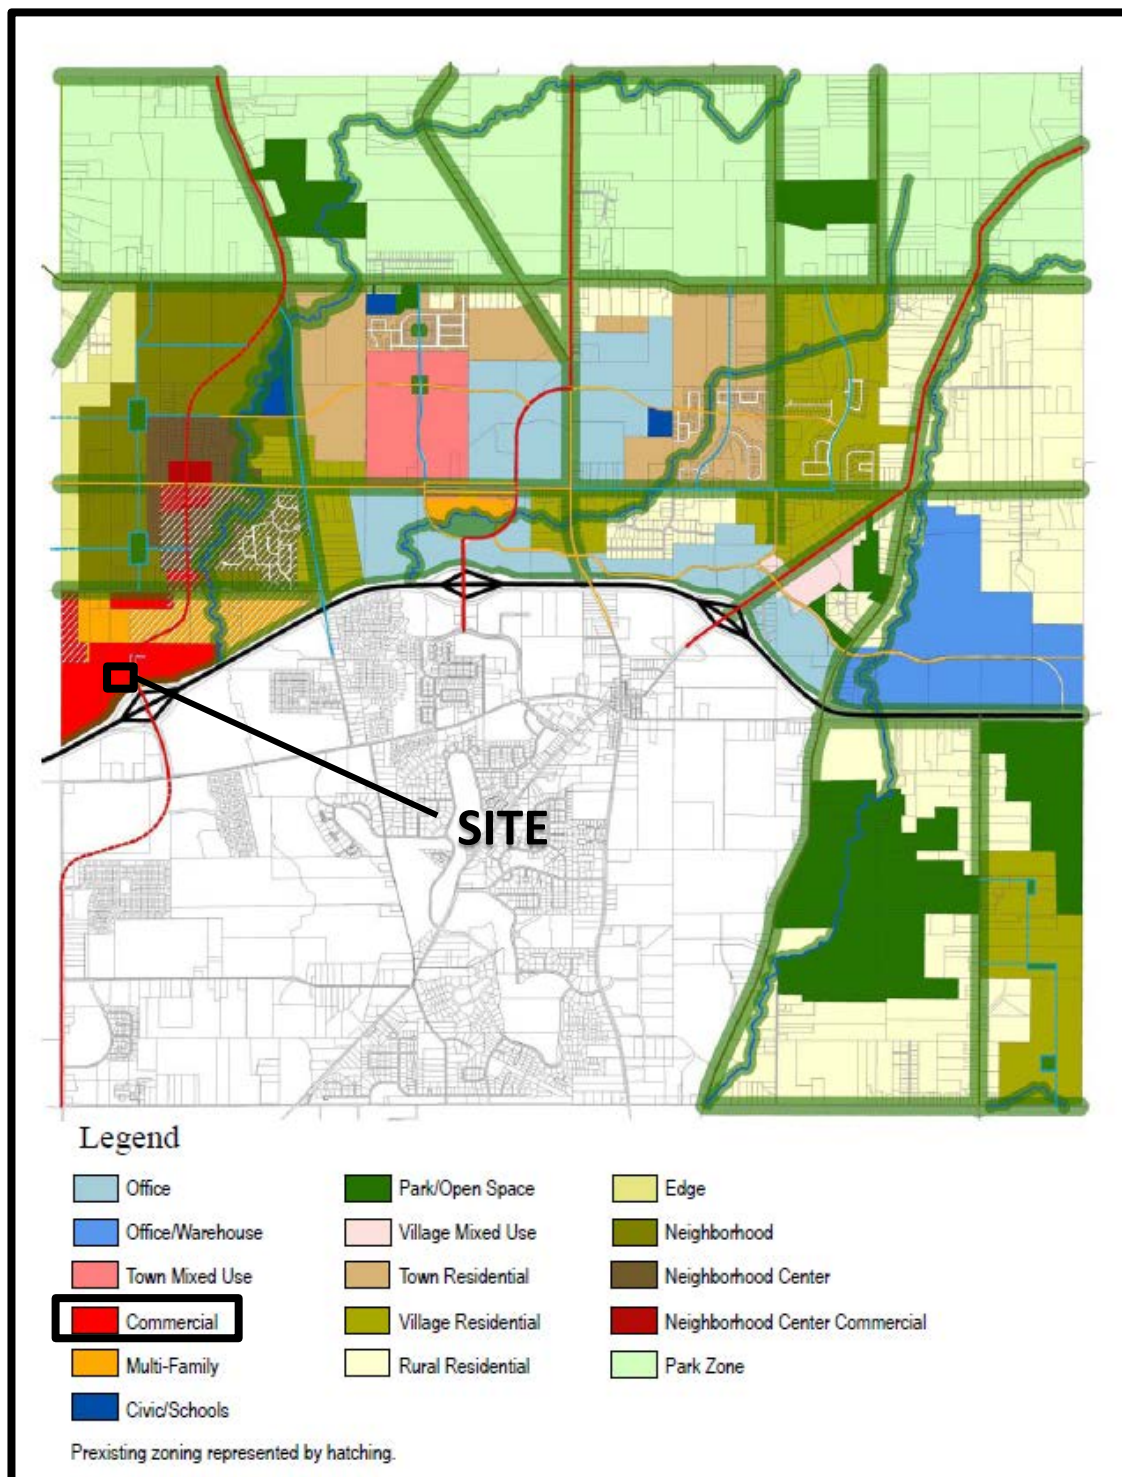 SITE
Legend
Office
Park/Open Space
Edge
Office/Warehouse
Village Mixed Use
Neighborhood
Town Mixed Use
Town Residential
Neighborhood Center
Commercial
Village Residential
Neighborhood Center Commercial
Multi-Family
Rural Residential
Park Zone
Civic/Schools
Prexisting zoning represented by hatching.